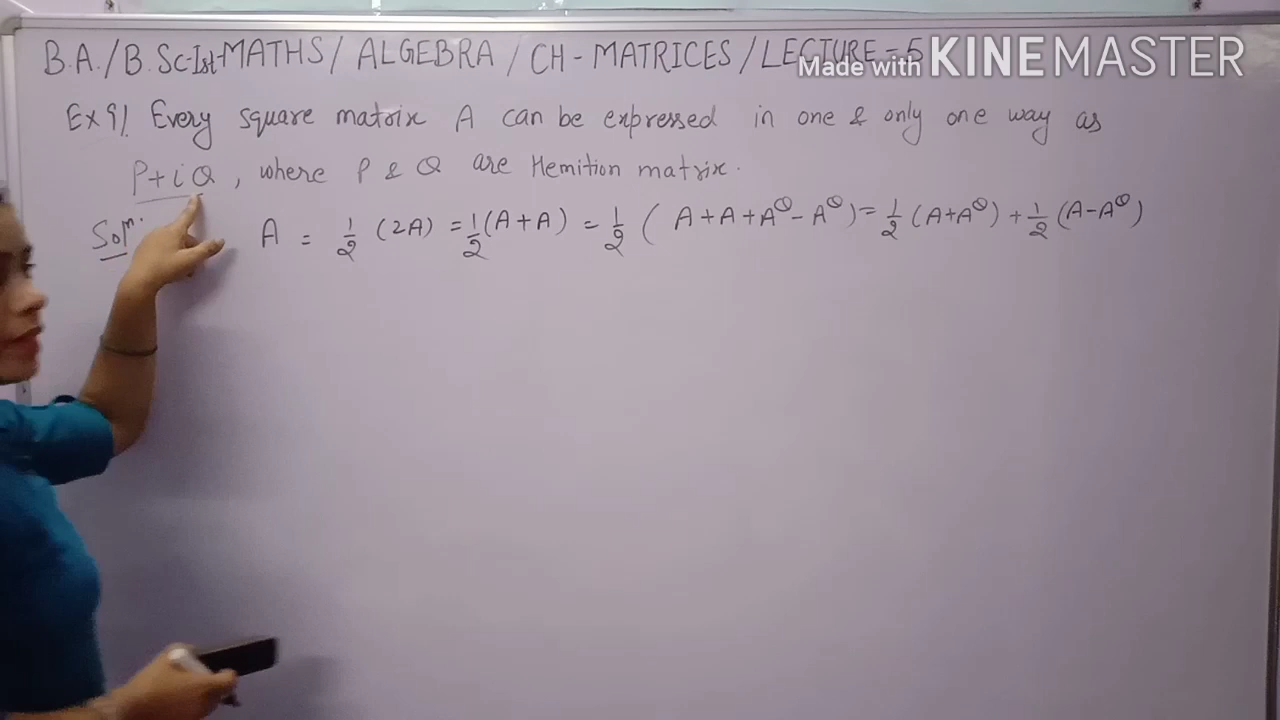 B.A./B.Sc-Ist-MATHS/ ALGEBRA / CH-MATRICES / LECTURE-5
Made with KINEMASTER
Ex 9/ Every square matrix A can be expressed in one & only one way as
P+iQ, where P & Q are Hemition matrix.
Soln. A = 1/2 (2A) = 1/2 (A+A) = 1/2 ( A+A+A^θ-A^θ) = 1/2 (A+A^θ) + 1/2 (A-A^θ)